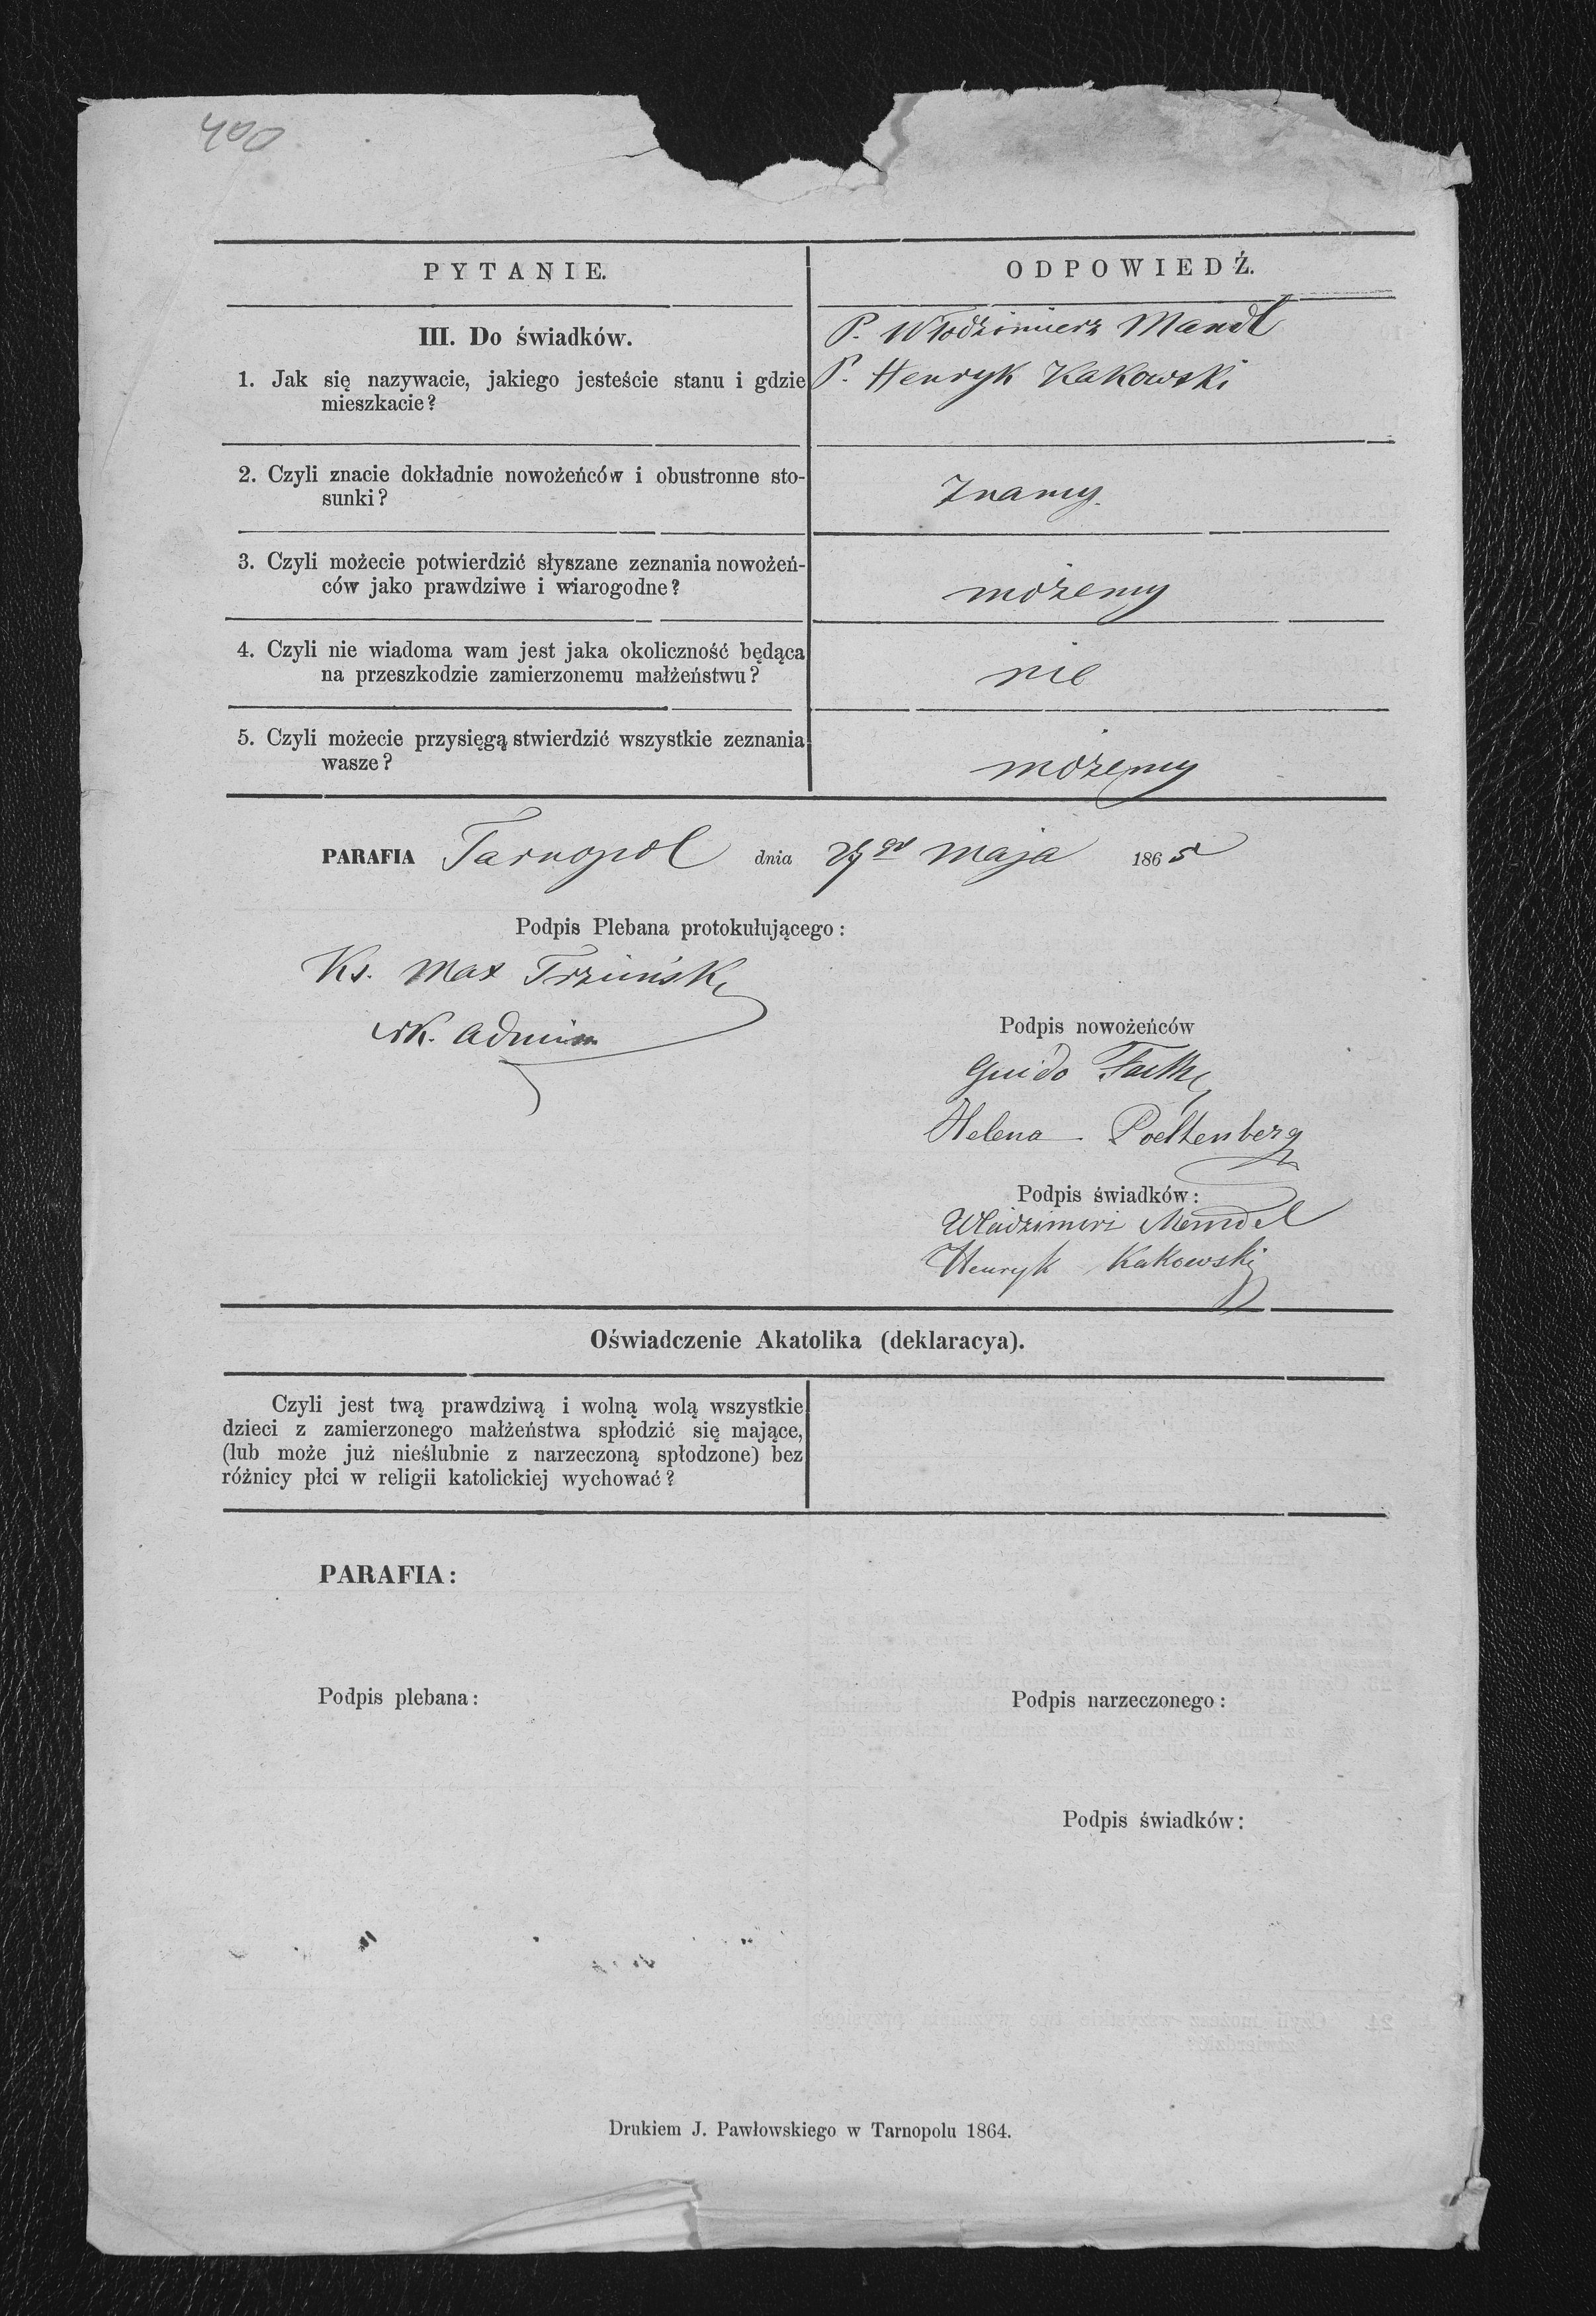 400
PYTANIE.
ODPOWIEDŹ.
III. Do świadków.
P. Włodzimierz Mandl
1. Jak się nazywacie, jakiego jesteście stanu i gdzie
mieszkacie?
P. Henryk Kakowski
2. Czyli znacie dokładnie nowożeńców i obustronne sto-
sunki?
Znamy.
3. Czyli możecie potwierdzić słyszane zeznania nowożeń-
ców jako prawdziwe i wiarogodne?
możemy
4. Czyli nie wiadoma wam jest jaka okoliczność będąca
na przeszkodzie zamierzonemu małżeństwu?
nie
5. Czyli możecie przysięgą stwierdzić wszystkie zeznania
wasze?
możemy
PARAFIA Tarnopol dnia maja 1865
Podpis Plebana protokułującego:
Ks. Max
Admin
Podpis nowożeńców
Guido
Helena Poeltenberg
Podpis świadków:
Henryk Kakowski
Oświadczenie Akatolika (deklaracya).
Czyli jest twą prawdziwą i wolną wolą wszystkie
dzieci z zamierzonego małżeństwa spłodzić się mające,
(lub może już nieślubnie z narzeczoną spłodzone) bez
różnicy płci w religii katolickiej wychować?
PARAFIA:
Podpis plebana:
Podpis narzeczonego:
Podpis świadków:
Drukiem J. Pawłowskiego w Tarnopolu 1864.